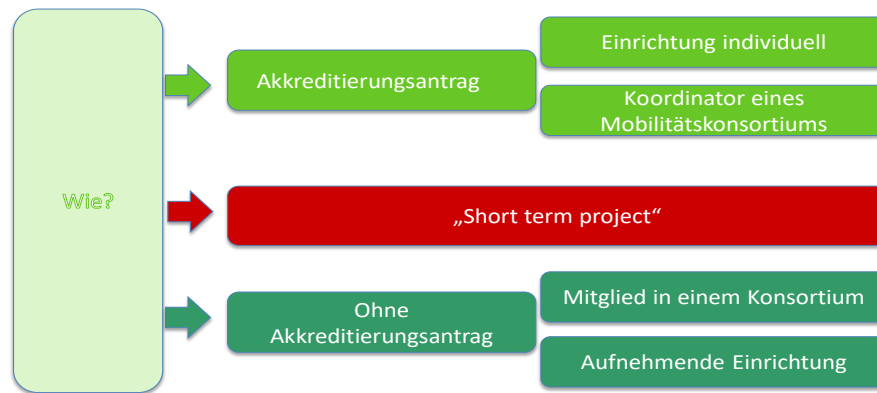 Wie?
Akkreditierungsantrag
Einrichtung individuell
Koordinator eines
Mobilitätskonsortiums
„Short term project“
Ohne
Akkreditierungsantrag
Mitglied in einem Konsortium
Aufnehmende Einrichtung